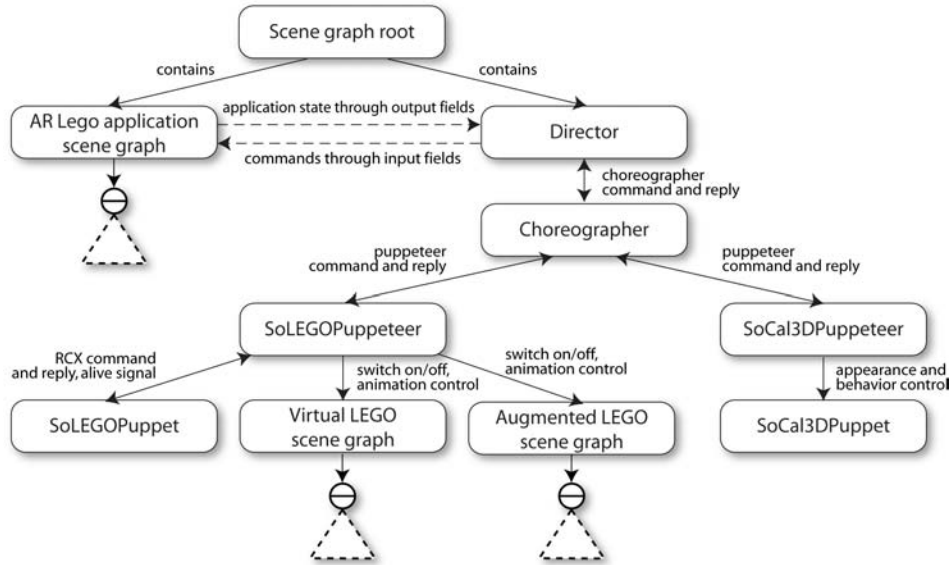 Scene graph root
contains
contains
AR Lego application
scene graph
application state through output fields
commands through input fields
Director
choreographer
command and reply
Choreographer
puppeteer
command and reply
puppeteer
command and reply
SoLEGOPuppeteer
SoCal3DPuppeteer
RCX command
and reply, alive signal
switch on/off,
animation control
switch on/off,
animation control
appearance and
behavior control
SoLEGOPuppet
Virtual LEGO
scene graph
Augmented LEGO
scene graph
SoCal3DPuppet